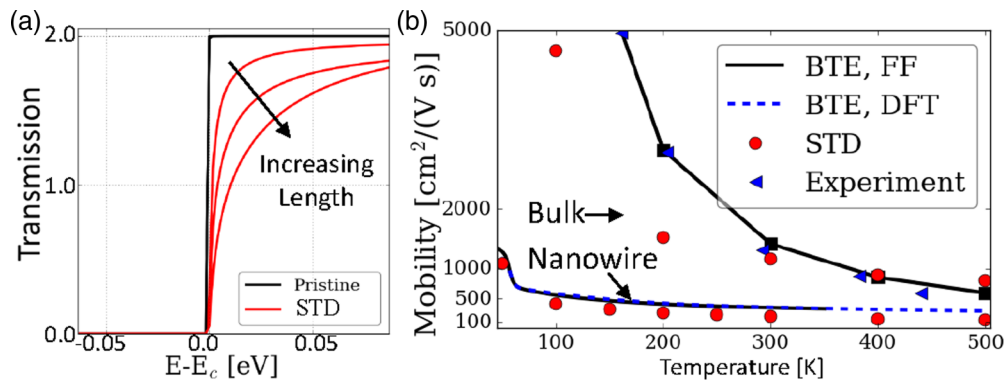 (a)
2.0
1.0
0.0
Transmission
Increasing
Length
Pristine
STD
-0.05
0.00
0.05
E-E_c [eV]
(b)
5000
2000
1000
500
100
Mobility [cm²/(V s)]
BTE, FF
BTE, DFT
STD
Experiment
Bulk
Nanowire
100
200
300
400
500
Temperature [K]